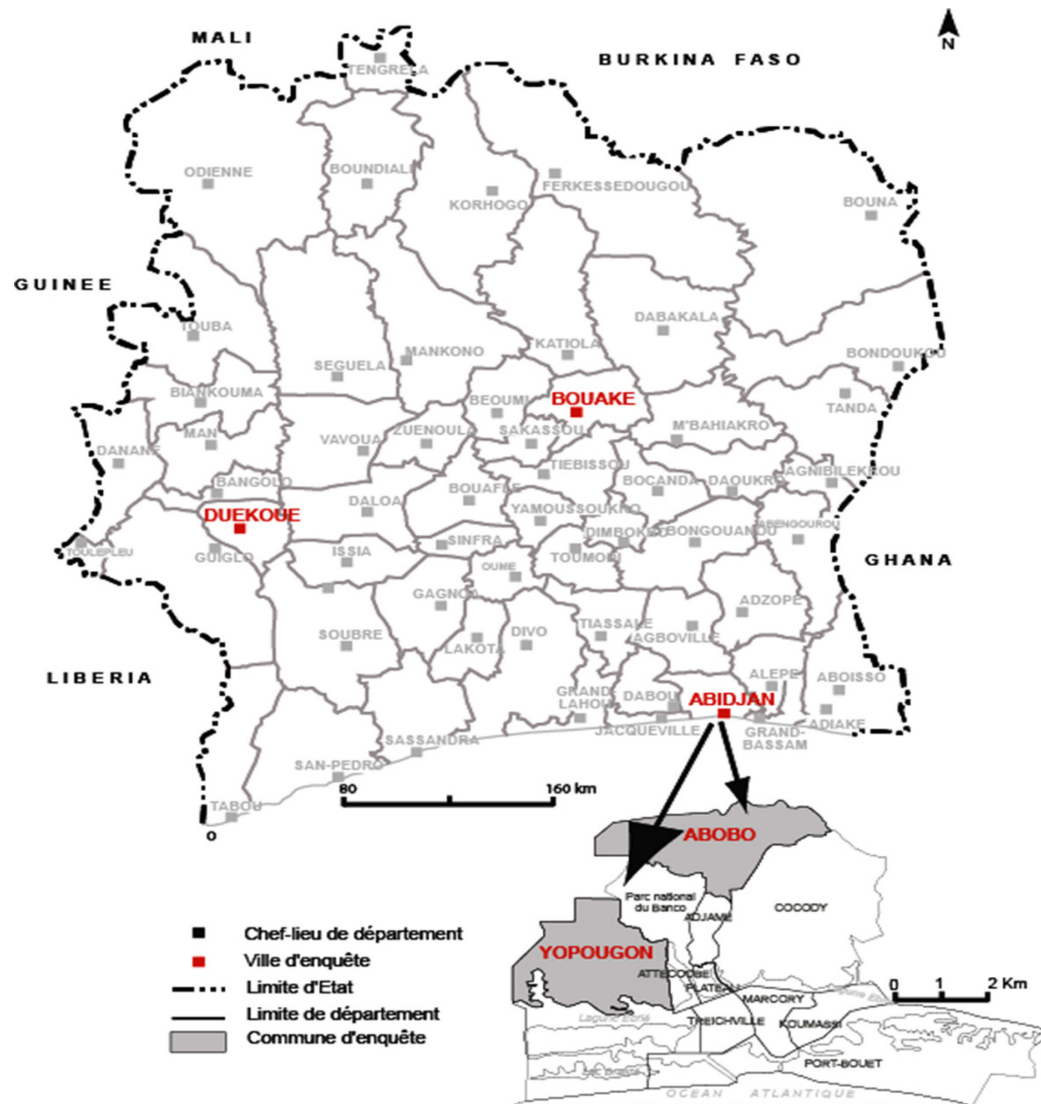 MALI
N
BURKINA FASO
TENGRELA
ODIENNE
BOUNDIALI
FERKESSEDOUGOU
KORHOGO
BOUNA
GUINEE
TOUBA
DABAKALA
KATIOLA
MANKONO
BONDOUKOU
SEGUELA
BIANKOUMA
BEOUMI
BOUAKE
TANDA
MAN
VAVOUA
ZUENOULA
SAKASSOU
M'BAHIAKRO
DANANE
TIEBISSOU
AGNIBILEKROU
BANGOLO
DALOA
BOUAFLE
BOCANDA
DAOUKRO
DUEKOUE
YAMOUSSOUKRO
ABENGOUROU
DIMBOKRO
BONGOUANOU
TOULEPLEU
GUIGLO
ISSIA
SINFRA
TOUMODI
GHANA
OUME
GAGNOA
ADZOPE
SOUBRE
LAKOTA
DIVO
TIASSALE
AGBOVILLE
LIBERIA
ALEPE
ABOISSO
GRAND-
LAHOU
DABOU
ABIDJAN
ADIAKE
JACQUEVILLE
GRAND-
BASSAM
SASSANDRA
SAN-PEDRO
TABOU
0
80
160 km
ABOBO
Parc national
du Banco
ADJAME
COCODY
YOPOUGON
ATTECOUBE
PLATEAU
MARCORY
Lagune Ebrié
TREICHVILLE
KOUMASSI
PORT-BOUET
OCEAN ATLANTIQUE
0 1 2 Km
Chef-lieu de département
Ville d'enquête
Limite d'Etat
Limite de département
Commune d'enquête